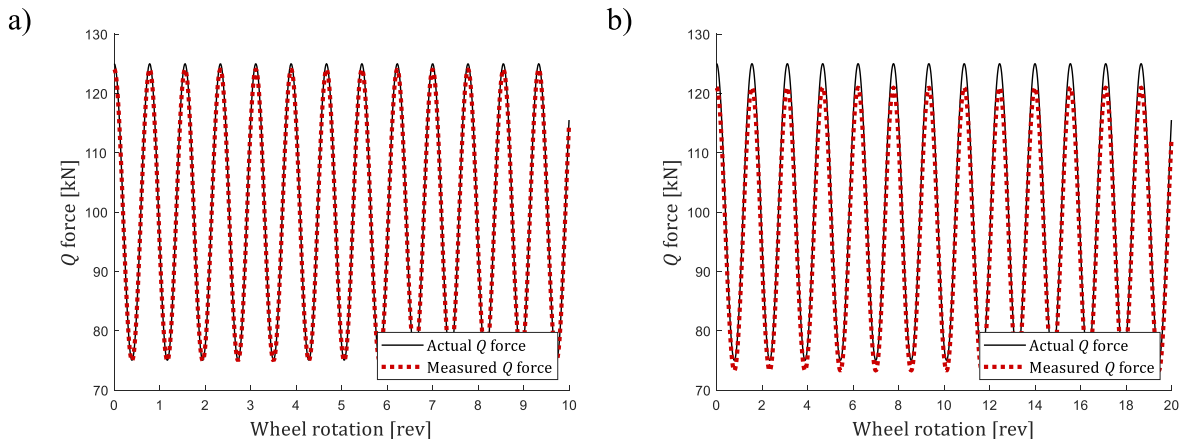 a)
130
120
110
100
90
80
70
Q force [kN]
0 1 2 3 4 5 6 7 8 9 10
Wheel rotation [rev]
Actual Q force
Measured Q force
b)
130
120
110
100
90
80
70
Q force [kN]
0 2 4 6 8 10 12 14 16 18 20
Wheel rotation [rev]
Actual Q force
Measured Q force